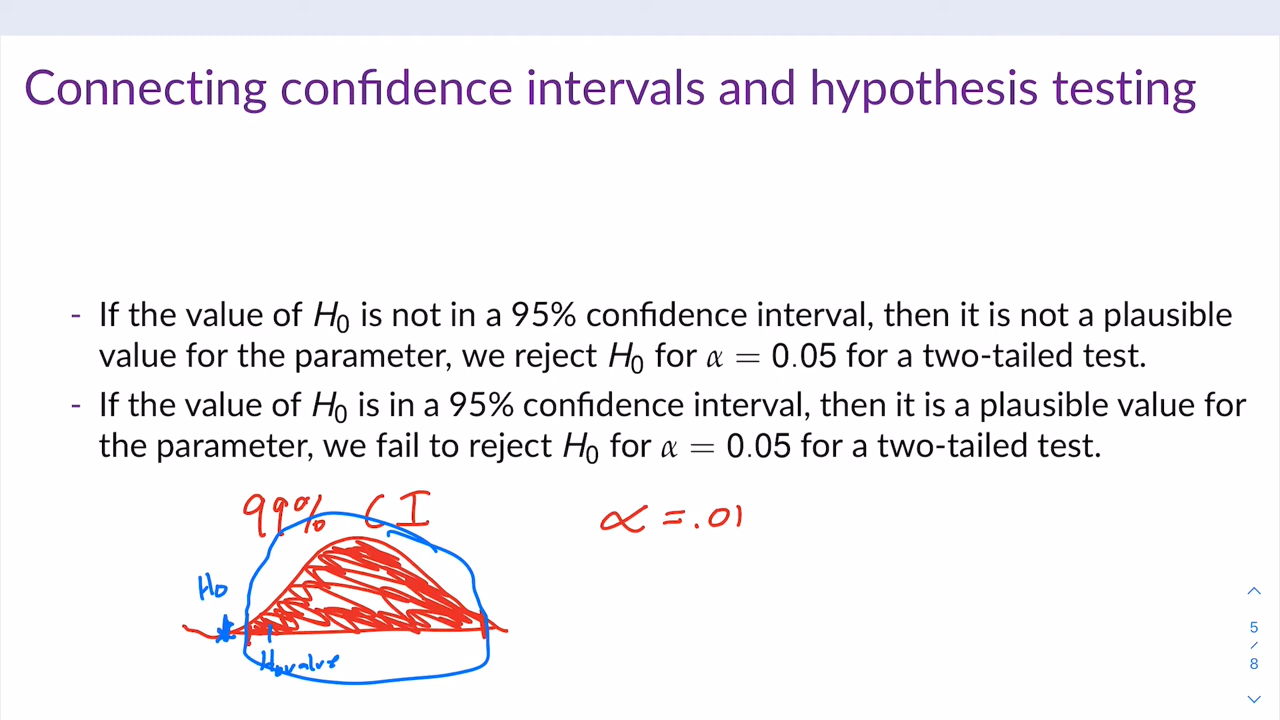 Connecting confidence intervals and hypothesis testing
- If the value of H₀ is not in a 95% confidence interval, then it is not a plausible
value for the parameter, we reject H₀ for α = 0.05 for a two-tailed test.
- If the value of H₀ is in a 95% confidence interval, then it is a plausible value for
the parameter, we fail to reject H₀ for α = 0.05 for a two-tailed test.
99% CI
α = .01
H₀
H₀ value
5
/
8